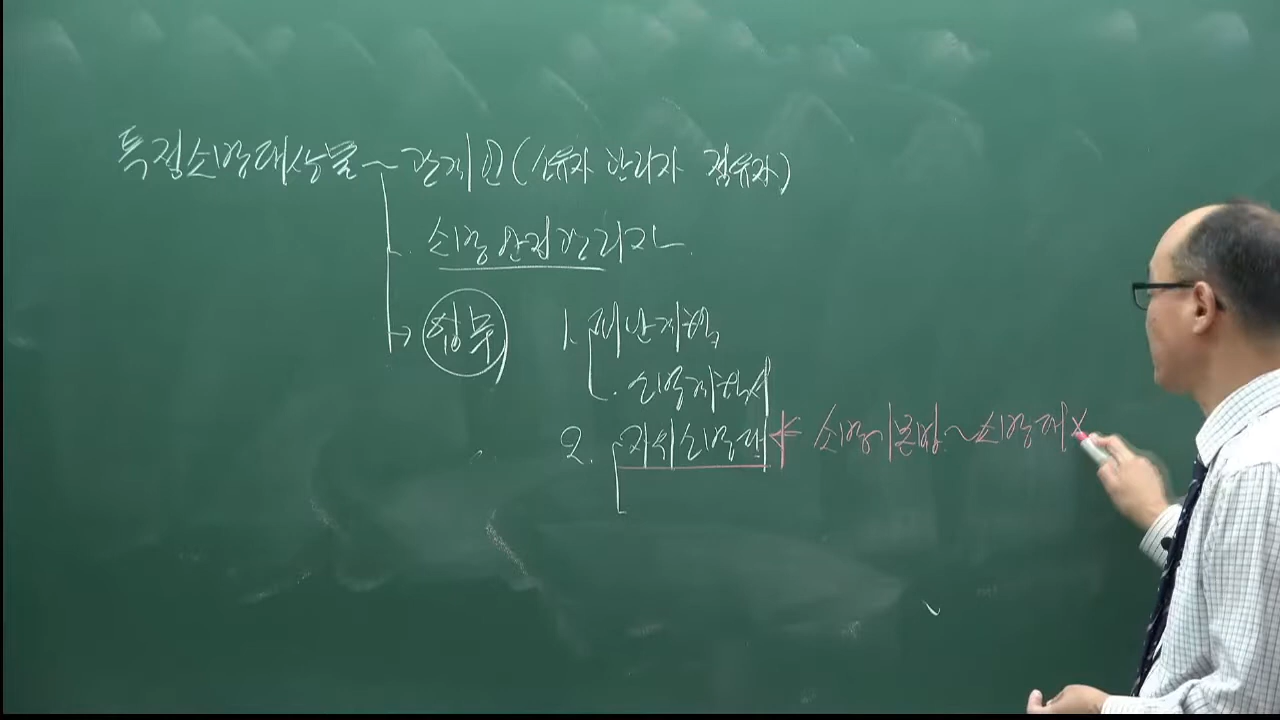 특정소방대상물 ~ 관계인 (소유자 관리자 점유자)
소방안전관리자
업무 1. 피난계획
소방계획서
2. 자위소방대 소방기본법 ~ 소방대 X